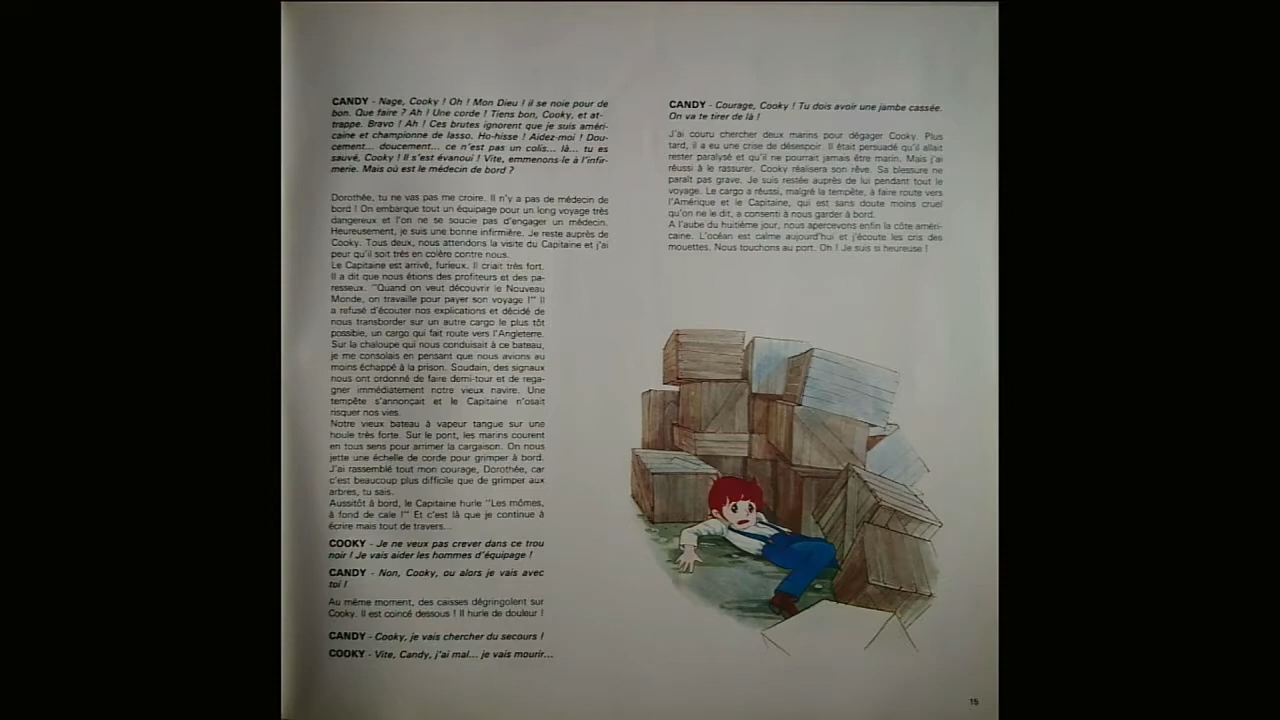 CANDY - Nage, Cooky ! Oh ! Mon Dieu ! il se noie pour de
bon. Que faire ? Ah ! Une corde ! Tiens bon, Cooky, et at-
trappe. Bravo ! Ah ! Ces brutes ignorent que je suis améri-
caine et championne de lasso. Ho-hisse ! Aidez-moi ! Dou-
cement... doucement... ce n'est pas un colis... là... tu es
sauvé, Cooky ! Il s'est évanoui ! Vite, emmenons-le à l'infir-
merie. Mais où est le médecin de bord ?
Dorothée, tu ne vas pas me croire. Il n'y a pas de médecin de
bord ! On embarque tout un équipage pour un long voyage très
dangereux et l'on ne se soucie pas d'engager un médecin.
Heureusement, je suis une bonne infirmière. Je reste auprès de
Cooky. Tous deux, nous attendons la visite du Capitaine et j'ai
peur qu'il soit très en colère contre nous.
Le Capitaine est arrivé, furieux. Il criait très fort.
Il a dit que nous étions des profiteurs et des pa-
resseux. "Quand on veut découvrir le Nouveau
Monde, on travaille pour payer son voyage !" Il
a refusé d'écouter nos explications et décidé de
nous transborder sur un autre cargo le plus tôt
possible, un cargo qui fait route vers l'Angleterre.
Sur la chaloupe qui nous conduisait à ce bateau,
je me consolais en pensant que nous avions au
moins échappé à la prison. Soudain, des signaux
nous ont ordonné de faire demi-tour et de rega-
gner immédiatement notre vieux navire. Une
tempête s'annonçait et le Capitaine n'osait
risquer nos vies.
Notre vieux bateau à vapeur tangue sur une
houle très forte. Sur le pont, les marins courent
en tous sens pour arrimer la cargaison. On nous
jette une échelle de corde pour grimper à bord.
J'ai rassemblé tout mon courage, Dorothée, car
c'est beaucoup plus difficile que de grimper aux
arbres, tu sais.
Aussitôt à bord, le Capitaine hurle "Les mômes,
à fond de cale !" Et c'est là que je continue à
écrire mais tout de travers...
COOKY - Je ne veux pas crever dans ce trou
noir ! Je vais aider les hommes d'équipage !
CANDY - Non, Cooky, ou alors je vais avec
toi !
Au même moment, des caisses dégringolent sur
Cooky. Il est coincé dessous ! Il hurle de douleur !
CANDY - Cooky, je vais chercher du secours !
COOKY - Vite, Candy, j'ai mal... je vais mourir...
CANDY - Courage, Cooky ! Tu dois avoir une jambe cassée.
On va te tirer de là !
J'ai couru chercher deux marins pour dégager Cooky. Plus
tard, il a eu une crise de désespoir. Il était persuadé qu'il allait
rester paralysé et qu'il ne pourrait jamais être marin. Mais j'ai
réussi à le rassurer. Cooky réalisera son rêve. Sa blessure ne
paraît pas grave. Je suis restée auprès de lui pendant tout le
voyage. Le cargo a réussi, malgré la tempête, à faire route vers
l'Amérique et le Capitaine, qui est sans doute moins cruel
qu'on ne le dit, a consenti à nous garder à bord.
A l'aube du huitième jour, nous apercevons enfin la côte améri-
caine. L'océan est calme aujourd'hui et j'écoute les cris des
mouettes. Nous touchons au port. Oh ! Je suis si heureuse !
15